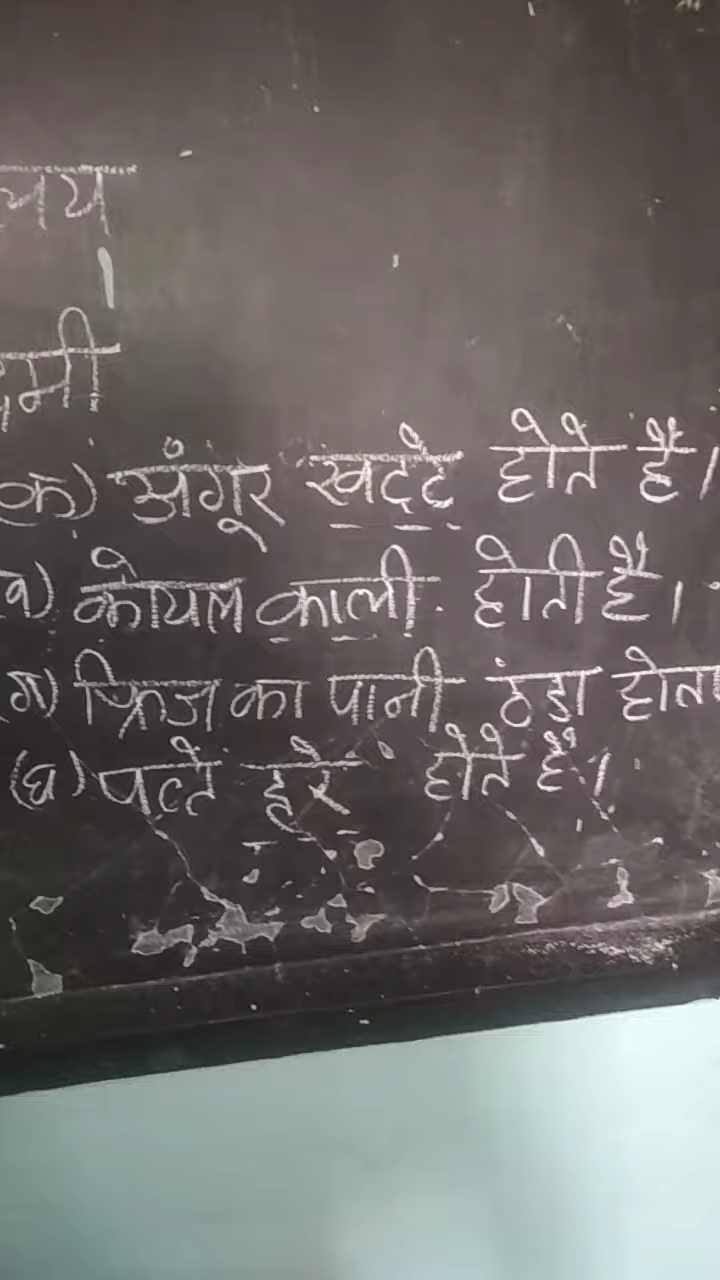 क) अंगूर खट्टे होते है।
कोयल काली होती है।
ग) फ्रिज का पानी ठंडा होता
(घ) पत्ते हरे होते है।